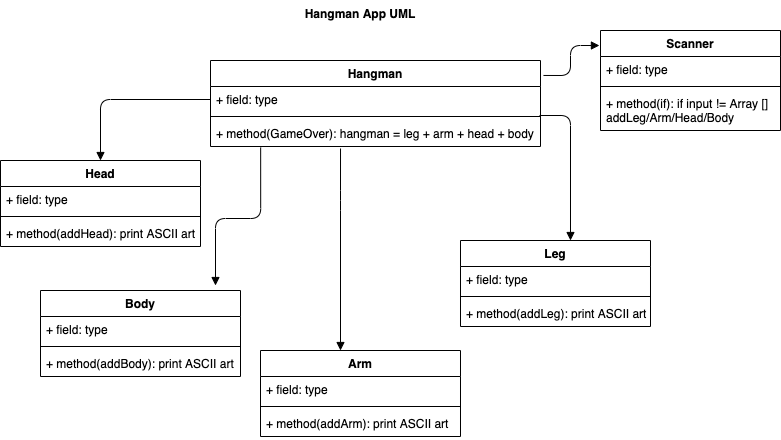 Hangman App UML
Scanner
+ field: type
+ method(if): if input != Array []
addLeg/Arm/Head/Body
Hangman
+ field: type
+ method(GameOver): hangman = leg + arm + head + body
Head
+ field: type
+ method(addHead): print ASCII art
Leg
+ field: type
+ method(addLeg): print ASCII art
Body
+ field: type
+ method(addBody): print ASCII art
Arm
+ field: type
+ method(addArm): print ASCII art